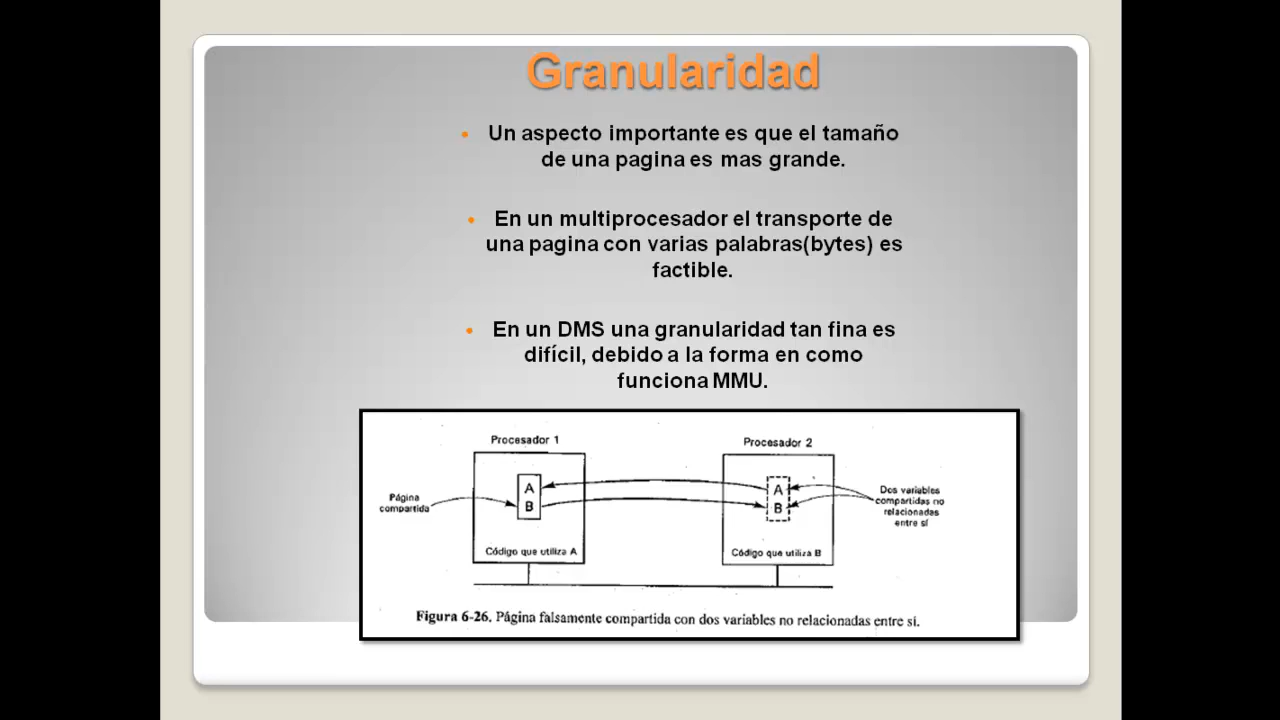 Granularidad
• Un aspecto importante es que el tamaño
de una pagina es mas grande.
• En un multiprocesador el transporte de
una pagina con varias palabras(bytes) es
factible.
• En un DMS una granularidad tan fina es
difícil, debido a la forma en como
funciona MMU.
Procesador 1
Procesador 2
Página
compartida
A
B
A
B
Dos variables
compartidas no
relacionadas
entre sí
Código que utiliza A
Código que utiliza B
Figura 6-26. Página falsamente compartida con dos variables no relacionadas entre sí.